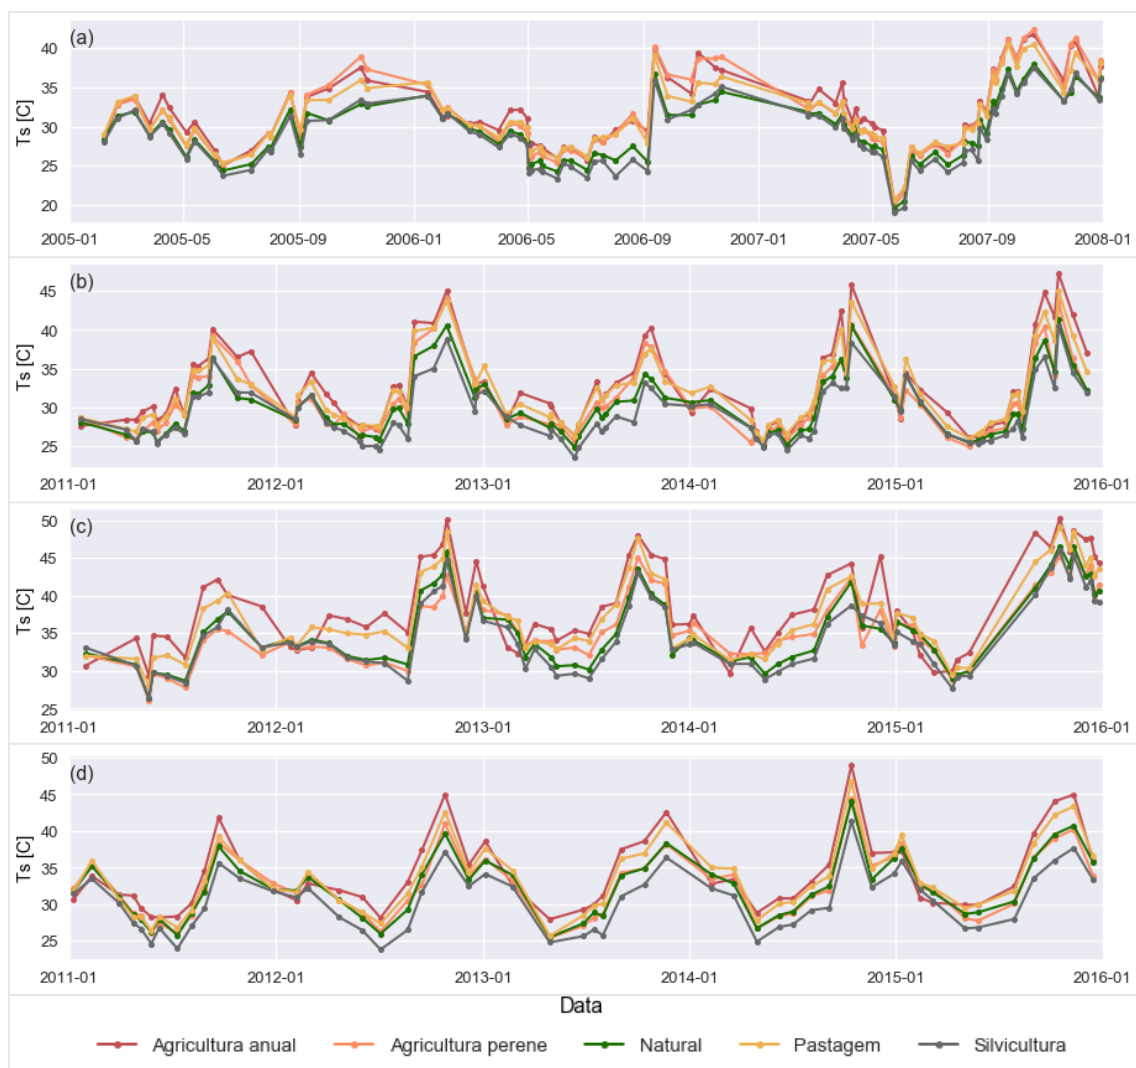 (a)
Ts [C]
40
35
30
25
20
2005-01 2005-05 2005-09 2006-01 2006-05 2006-09 2007-01 2007-05 2007-09 2008-01
(b)
Ts [C]
45
40
35
30
25
2011-01 2012-01 2013-01 2014-01 2015-01 2016-01
(c)
Ts [C]
50
45
40
35
30
25
2011-01 2012-01 2013-01 2014-01 2015-01 2016-01
(d)
Ts [C]
50
45
40
35
30
25
2011-01 2012-01 2013-01 2014-01 2015-01 2016-01
Data
Agricultura anual Agricultura perene Natural Pastagem Silvicultura